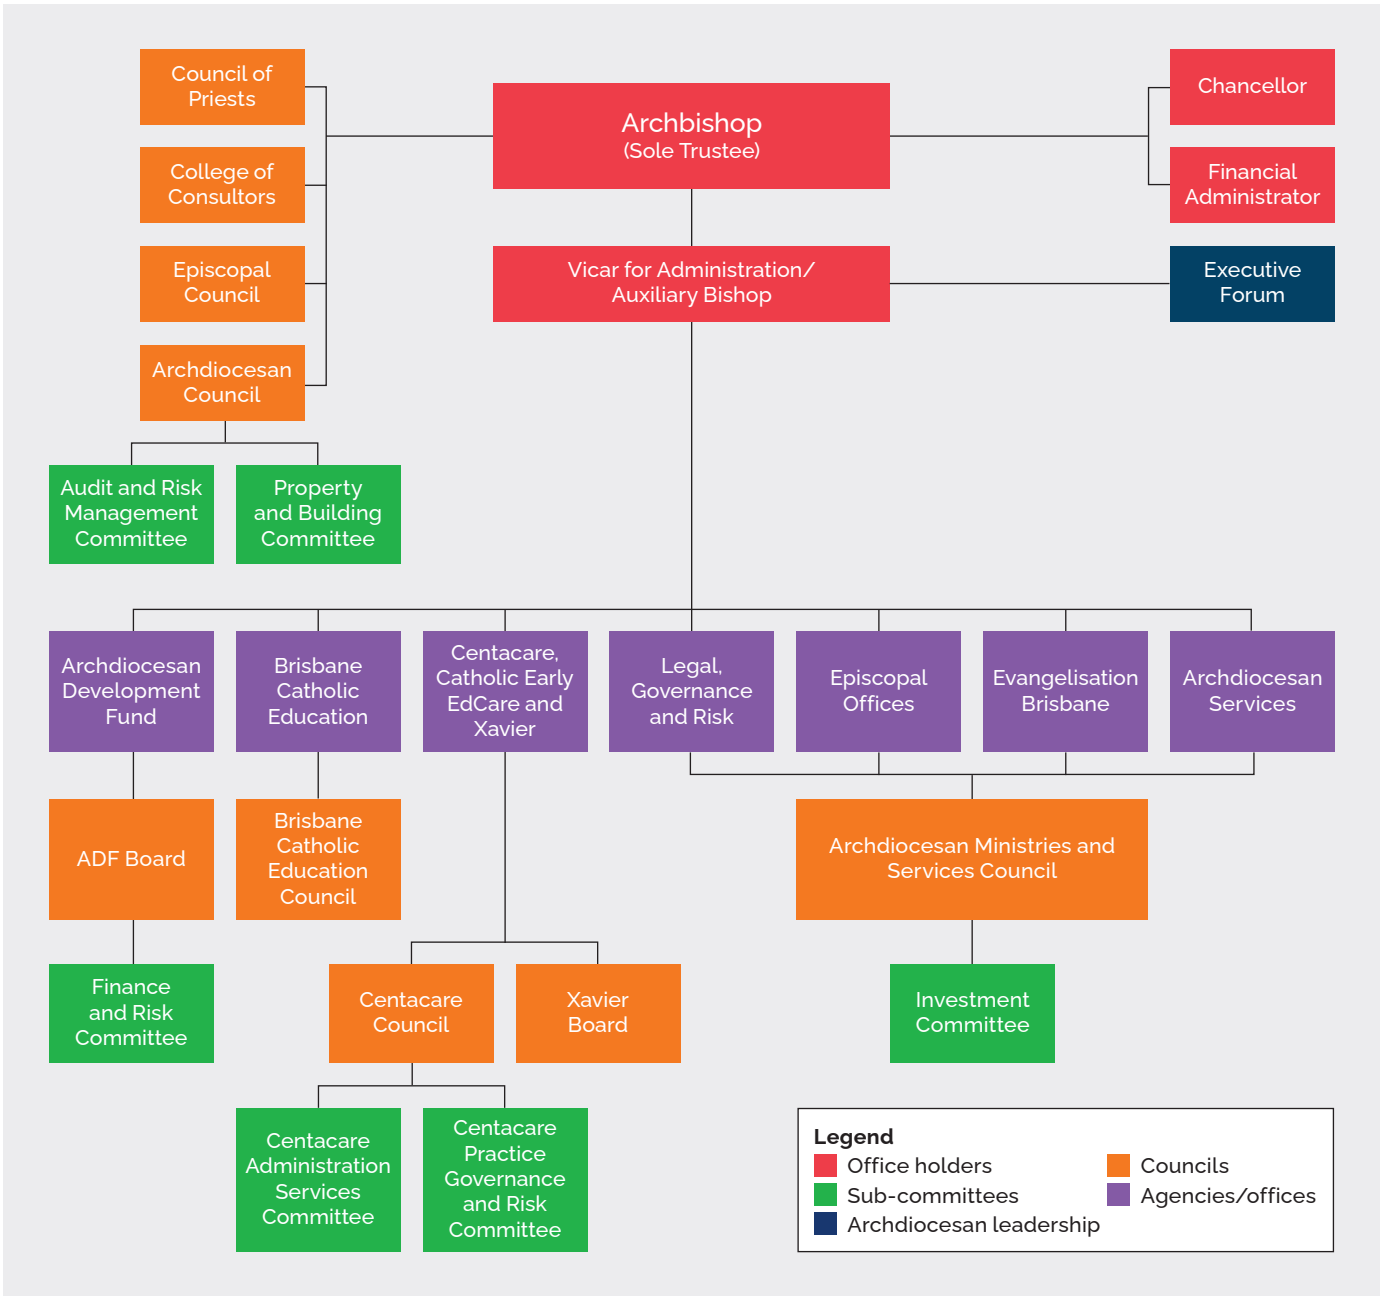 Council of
Priests
College of
Consultors
Episcopal
Council
Archdiocesan
Council
Audit and Risk
Management
Committee
Property
and Building
Committee
Archbishop
(Sole Trustee)
Vicar for Administration/
Auxiliary Bishop
Chancellor
Financial
Administrator
Executive
Forum
Archdiocesan
Development
Fund
Brisbane
Catholic
Education
Centacare,
Catholic Early
EdCare and
Xavier
Legal,
Governance
and Risk
Episcopal
Offices
Evangelisation
Brisbane
Archdiocesan
Services
ADF Board
Brisbane
Catholic
Education
Council
Archdiocesan Ministries and
Services Council
Finance
and Risk
Committee
Centacare
Council
Xavier
Board
Investment
Committee
Centacare
Administration
Services
Committee
Centacare
Practice
Governance
and Risk
Committee
Legend
Office holders
Sub-committees
Archdiocesan leadership
Councils
Agencies/offices